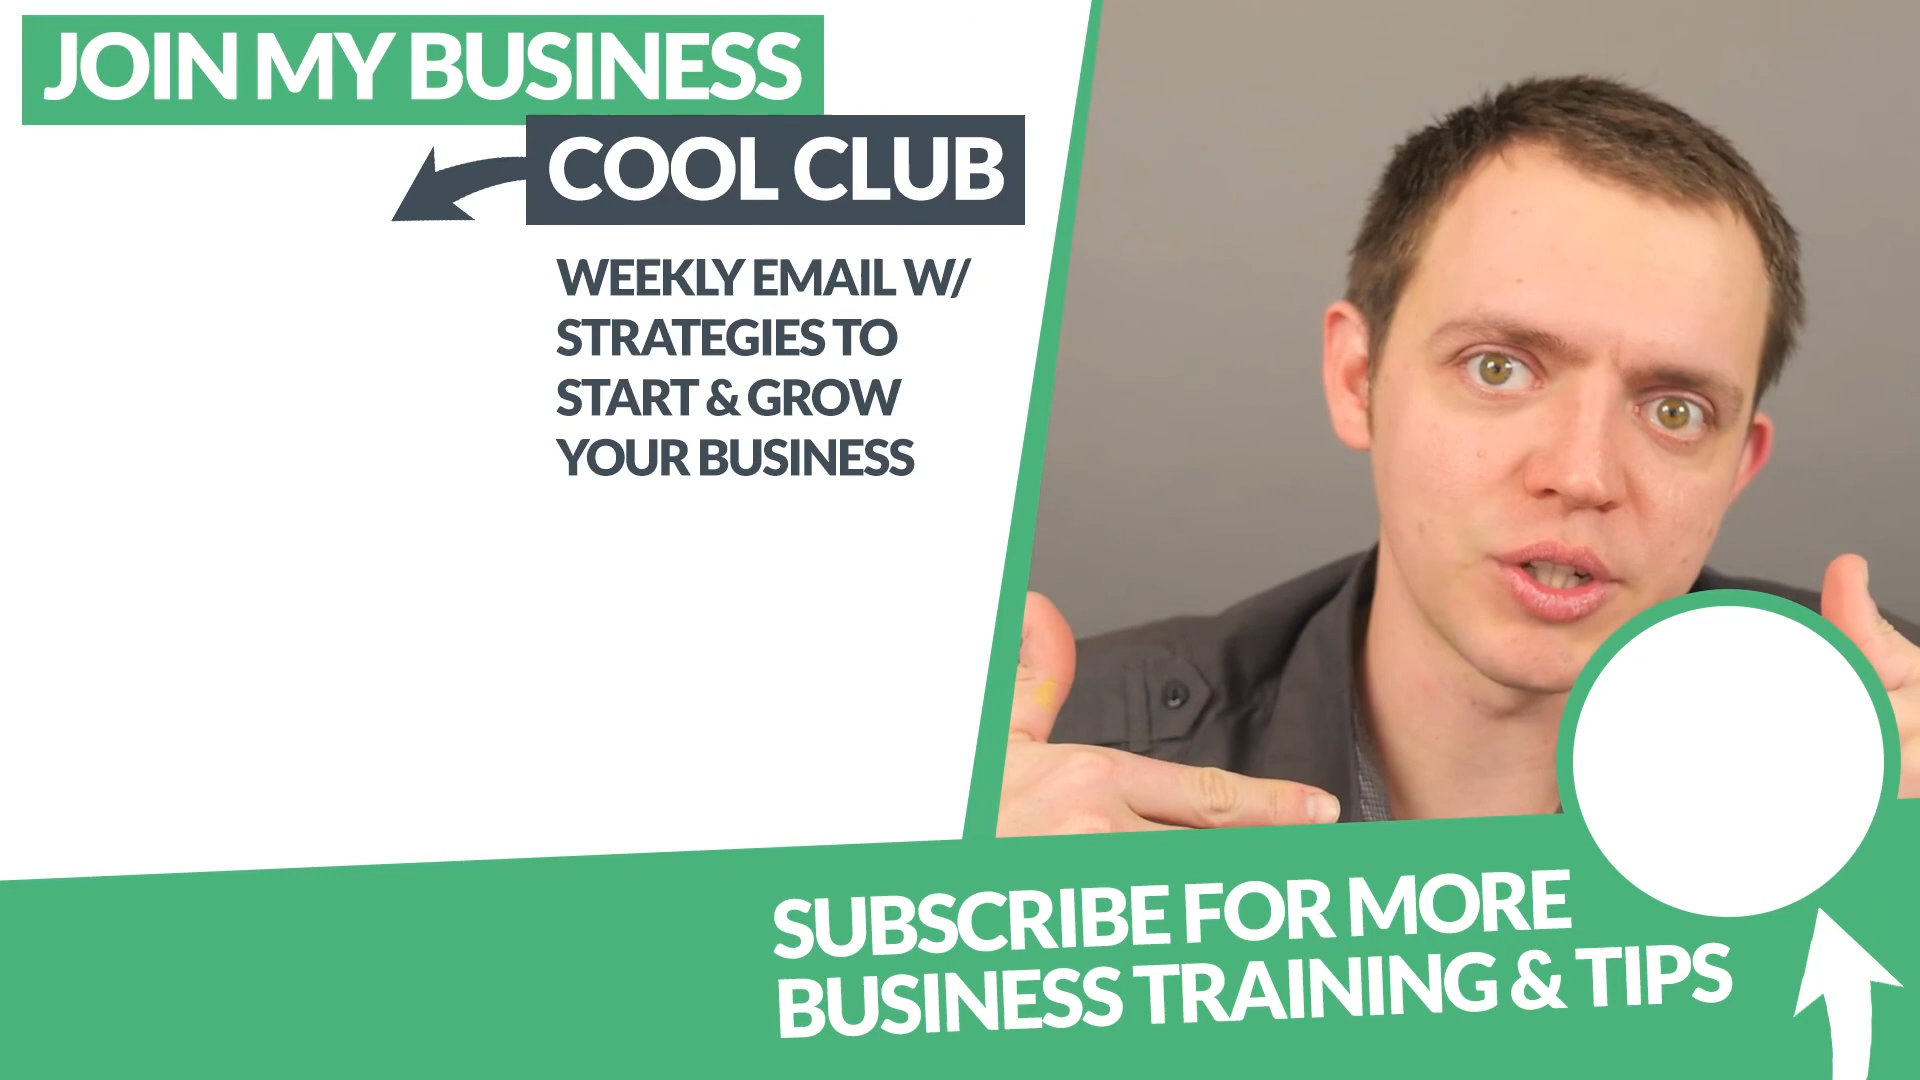 JOIN MY BUSINESS
COOL CLUB
WEEKLY EMAIL W/
STRATEGIES TO
START & GROW
YOUR BUSINESS
SUBSCRIBE FOR MORE
BUSINESS TRAINING & TIPS